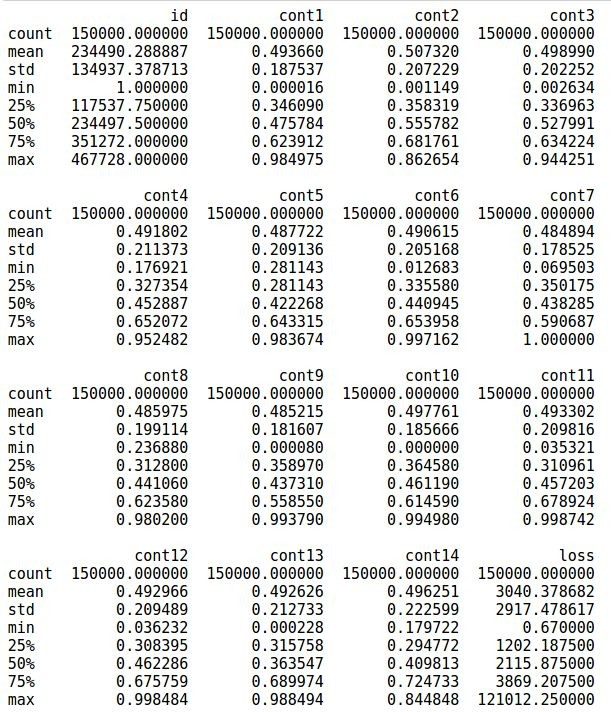 id          cont1          cont2          cont3
count  150000.000000  150000.000000  150000.000000  150000.000000
mean   234490.288887       0.493660       0.507320       0.498990
std    134937.378713       0.187537       0.207229       0.202252
min         1.000000       0.000016       0.001149       0.002634
25%    117537.750000       0.346090       0.358319       0.336963
50%    234497.500000       0.475784       0.555782       0.527991
75%    351272.000000       0.623912       0.681761       0.634224
max    467728.000000       0.984975       0.862654       0.944251
               cont4          cont5          cont6          cont7
count  150000.000000  150000.000000  150000.000000  150000.000000
mean        0.491802       0.487722       0.490615       0.484894
std         0.211373       0.209136       0.205168       0.178525
min         0.176921       0.281143       0.012683       0.069503
25%         0.327354       0.281143       0.335580       0.350175
50%         0.452887       0.422268       0.440945       0.438285
75%         0.652072       0.643315       0.653958       0.590687
max         0.952482       0.983674       0.997162       1.000000
               cont8          cont9         cont10         cont11
count  150000.000000  150000.000000  150000.000000  150000.000000
mean        0.485975       0.485215       0.497761       0.493302
std         0.199114       0.181607       0.185666       0.209816
min         0.236880       0.000080       0.000000       0.035321
25%         0.312800       0.358970       0.364580       0.310961
50%         0.441060       0.437310       0.461190       0.457203
75%         0.623580       0.558550       0.614590       0.678924
max         0.980200       0.993790       0.994980       0.998742
              cont12         cont13         cont14           loss
count  150000.000000  150000.000000  150000.000000  150000.000000
mean        0.492966       0.492626       0.496251    3040.378682
std         0.209489       0.212733       0.222599    2917.478617
min         0.036232       0.000228       0.179722       0.670000
25%         0.308395       0.315758       0.294772    1202.187500
50%         0.462286       0.363547       0.409813    2115.875000
75%         0.675759       0.689974       0.724733    3869.207500
max         0.998484       0.988494       0.844848  121012.250000